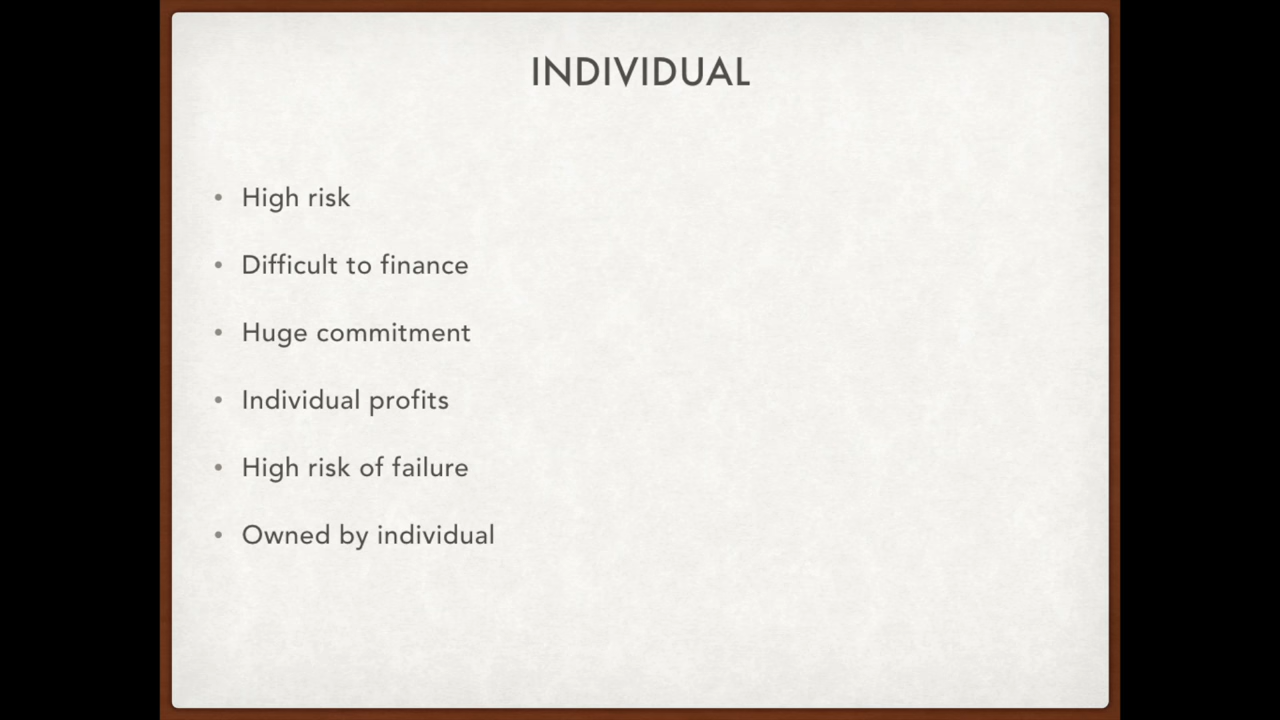 INDIVIDUAL
• High risk
• Difficult to finance
• Huge commitment
• Individual profits
• High risk of failure
• Owned by individual